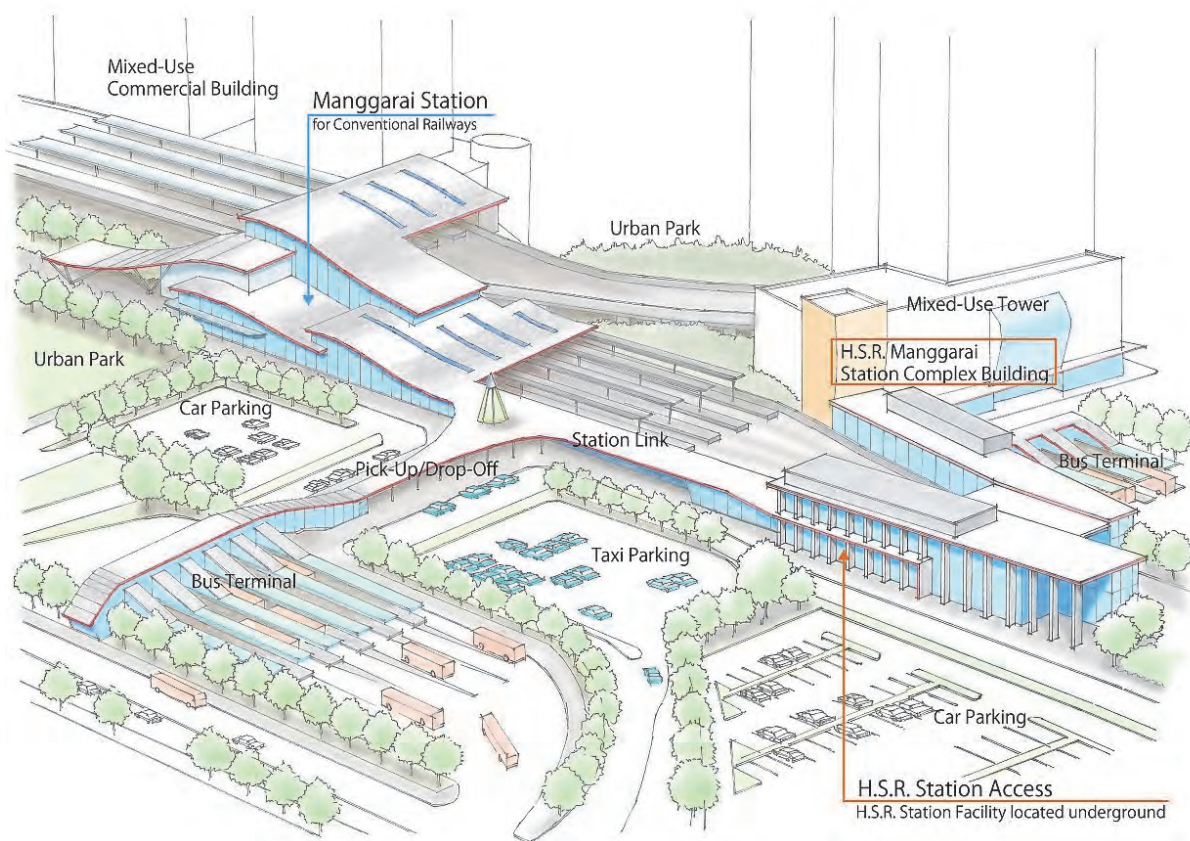 Mixed-Use
Commercial Building
Manggarai Station
for Conventional Railways
Urban Park
Mixed-Use Tower
H.S.R. Manggarai
Station Complex Building
Urban Park
Car Parking
Station Link
Bus Terminal
Pick-Up/Drop-Off
Taxi Parking
Bus Terminal
Car Parking
H.S.R. Station Access
H.S.R. Station Facility located underground